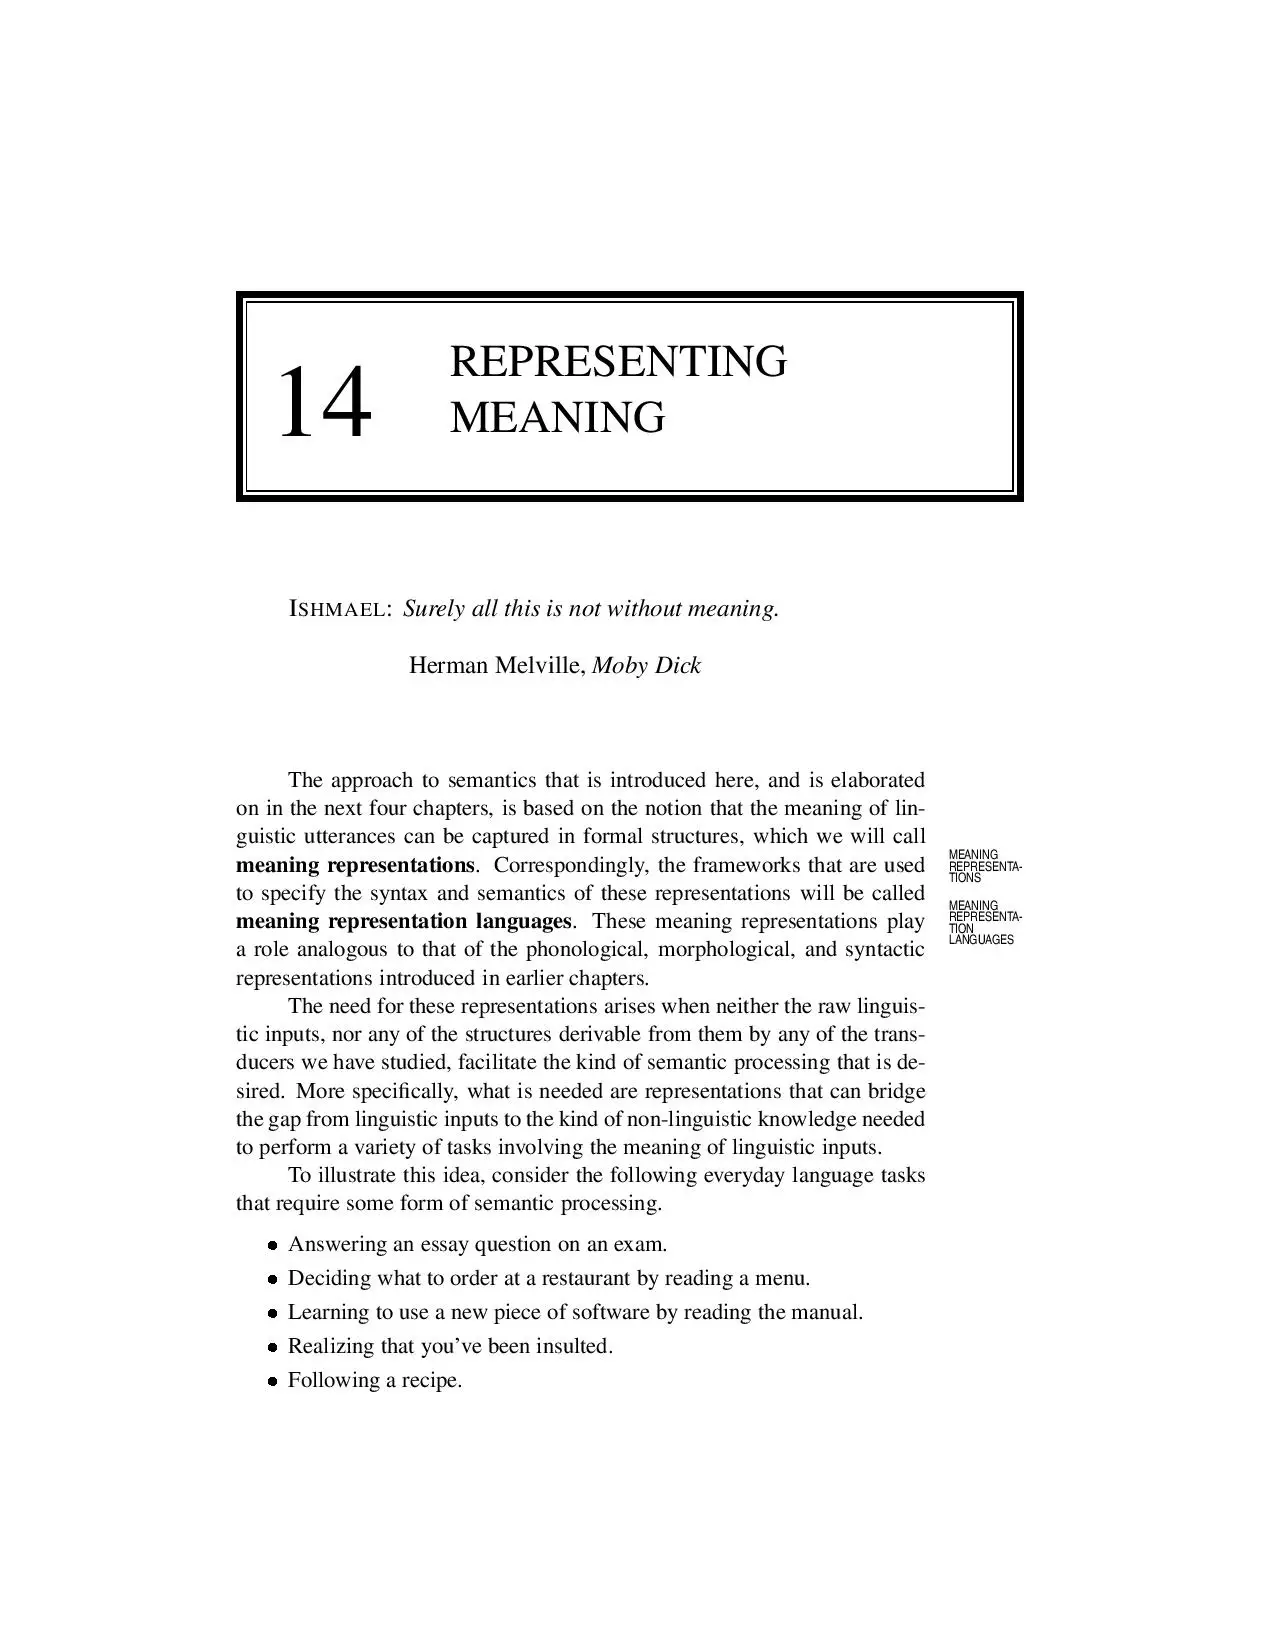 14
REPRESENTING
MEANING
ISHMAEL: Surely all this is not without meaning.
Herman Melville, Moby Dick
The approach to semantics that is introduced here, and is elaborated
on in the next four chapters, is based on the notion that the meaning of lin-
guistic utterances can be captured in formal structures, which we will call
meaning representations. Correspondingly, the frameworks that are used
to specify the syntax and semantics of these representations will be called
meaning representation languages. These meaning representations play
a role analogous to that of the phonological, morphological, and syntactic
representations introduced in earlier chapters.
MEANING
REPRESENTA-
TIONS
MEANING
REPRESENTA-
TION
LANGUAGES
The need for these representations arises when neither the raw linguis-
tic inputs, nor any of the structures derivable from them by any of the trans-
ducers we have studied, facilitate the kind of semantic processing that is de-
sired. More specifically, what is needed are representations that can bridge
the gap from linguistic inputs to the kind of non-linguistic knowledge needed
to perform a variety of tasks involving the meaning of linguistic inputs.
To illustrate this idea, consider the following everyday language tasks
that require some form of semantic processing.
• Answering an essay question on an exam.
• Deciding what to order at a restaurant by reading a menu.
• Learning to use a new piece of software by reading the manual.
• Realizing that you've been insulted.
• Following a recipe.